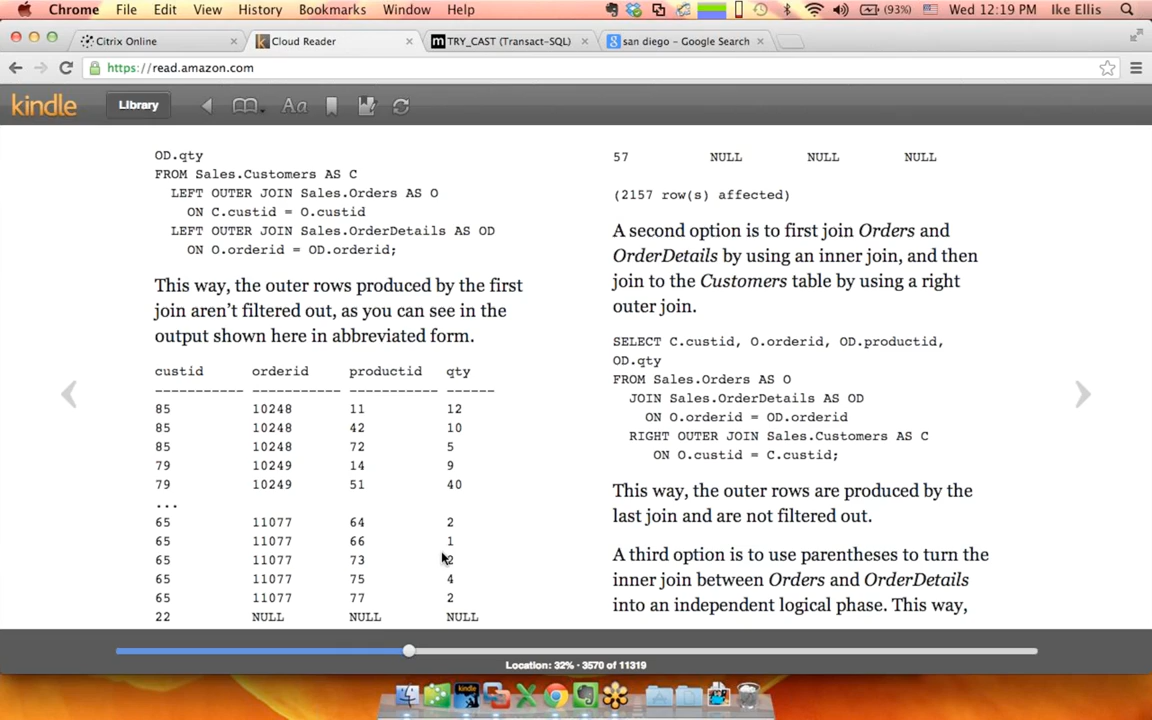 Chrome File Edit View History Bookmarks Window Help (93%) Wed 12:19 PM Ike Ellis
Citrix Online
Cloud Reader
TRY_CAST (Transact-SQL)
san diego - Google Search
https://read.amazon.com
kindle Library Aa
OD.qty
FROM Sales.Customers AS C
LEFT OUTER JOIN Sales.Orders AS O
ON C.custid = O.custid
LEFT OUTER JOIN Sales.OrderDetails AS OD
ON O.orderid = OD.orderid;
This way, the outer rows produced by the first
join aren’t filtered out, as you can see in the
output shown here in abbreviated form.
custid orderid productid qty
----------- ----------- ----------- ------
85 10248 11 12
85 10248 42 10
85 10248 72 5
79 10249 14 9
79 10249 51 40
...
65 11077 64 2
65 11077 66 1
65 11077 73 2
65 11077 75 4
65 11077 77 2
22 NULL NULL NULL
57 NULL NULL NULL
(2157 row(s) affected)
A second option is to first join Orders and
OrderDetails by using an inner join, and then
join to the Customers table by using a right
outer join.
SELECT C.custid, O.orderid, OD.productid,
OD.qty
FROM Sales.Orders AS O
JOIN Sales.OrderDetails AS OD
ON O.orderid = OD.orderid
RIGHT OUTER JOIN Sales.Customers AS C
ON O.custid = C.custid;
This way, the outer rows are produced by the
last join and are not filtered out.
A third option is to use parentheses to turn the
inner join between Orders and OrderDetails
into an independent logical phase. This way,
Location: 32% · 3570 of 11319
kindle